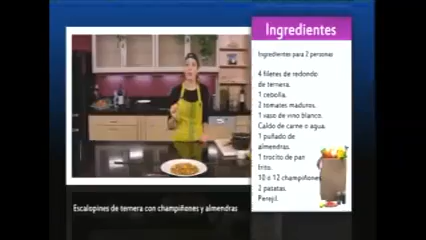 Ingredientes
Ingredientes para 2 personas
4 filetes de redondo
de ternera.
1 cebolla.
2 tomates maduros.
1 vaso de vino blanco.
Caldo de carne o agua.
1 puñado de
almendras.
1 trocito de pan
frito.
10 ó 12 champiñones
2 patatas.
Perejil.
Escalopines de ternera con champiñones y almendras